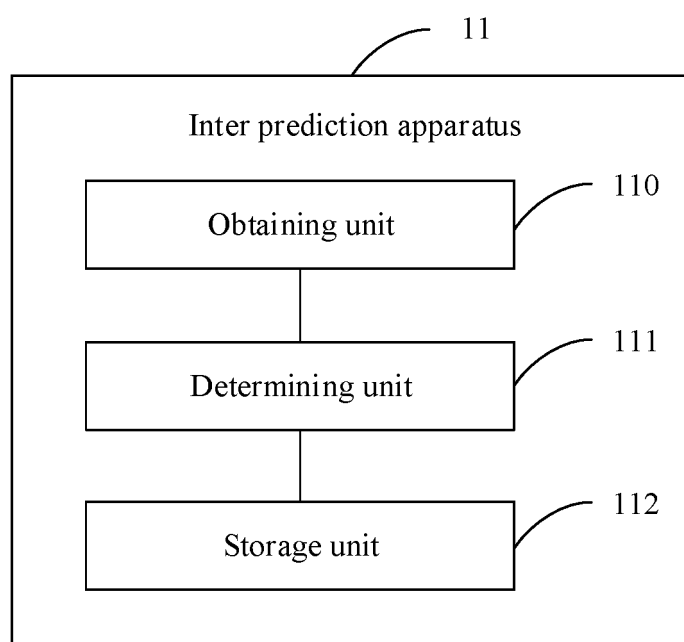 11
Inter prediction apparatus
110
Obtaining unit
111
Determining unit
112
Storage unit